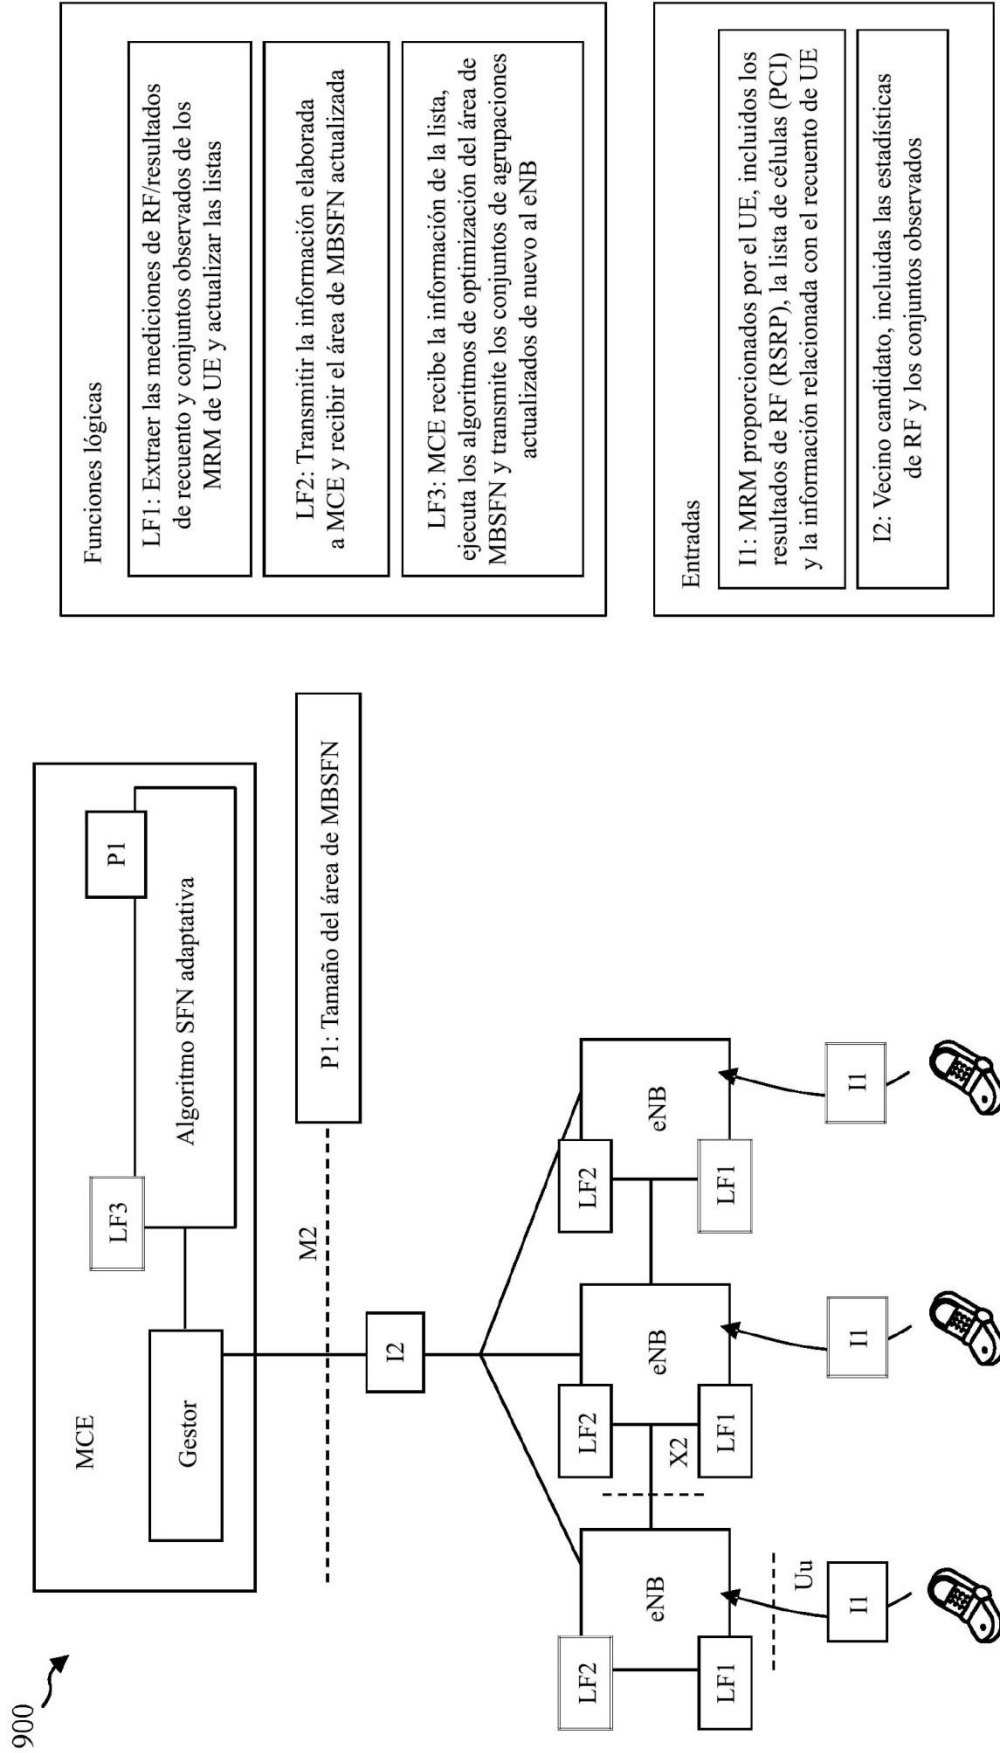 900
MCE
Gestor
LF3
P1
Algoritmo SFN adaptativa
M2
P1: Tamaño del área de MBSFN
I2
LF2
eNB
LF1
X2
LF2
eNB
LF1
LF2
eNB
LF1
Uu
I1
I1
I1
Funciones lógicas
LF1: Extraer las mediciones de RF/resultados
de recuento y conjuntos observados de los
MRM de UE y actualizar las listas
LF2: Transmitir la información elaborada
a MCE y recibir el área de MBSFN actualizada
LF3: MCE recibe la información de la lista,
ejecuta los algoritmos de optimización del área de
MBSFN y transmite los conjuntos de agrupaciones
actualizados de nuevo al eNB
Entradas
I1: MRM proporcionados por el UE, incluidos los
resultados de RF (RSRP), la lista de células (PCI)
y la información relacionada con el recuento de UE
I2: Vecino candidato, incluidas las estadísticas
de RF y los conjuntos observados